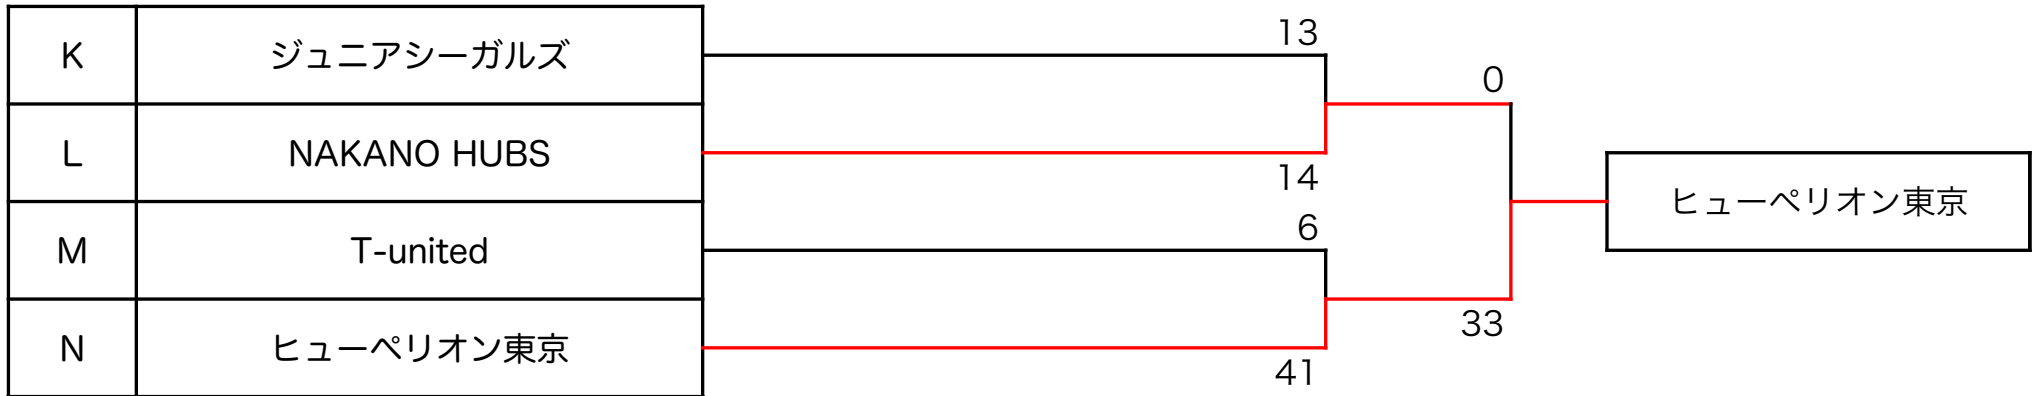 K ジュニアシーガルズ 13
0
L NAKANO HUBS 14
ヒューペリオン東京
M T-united 6
33
N ヒューペリオン東京 41